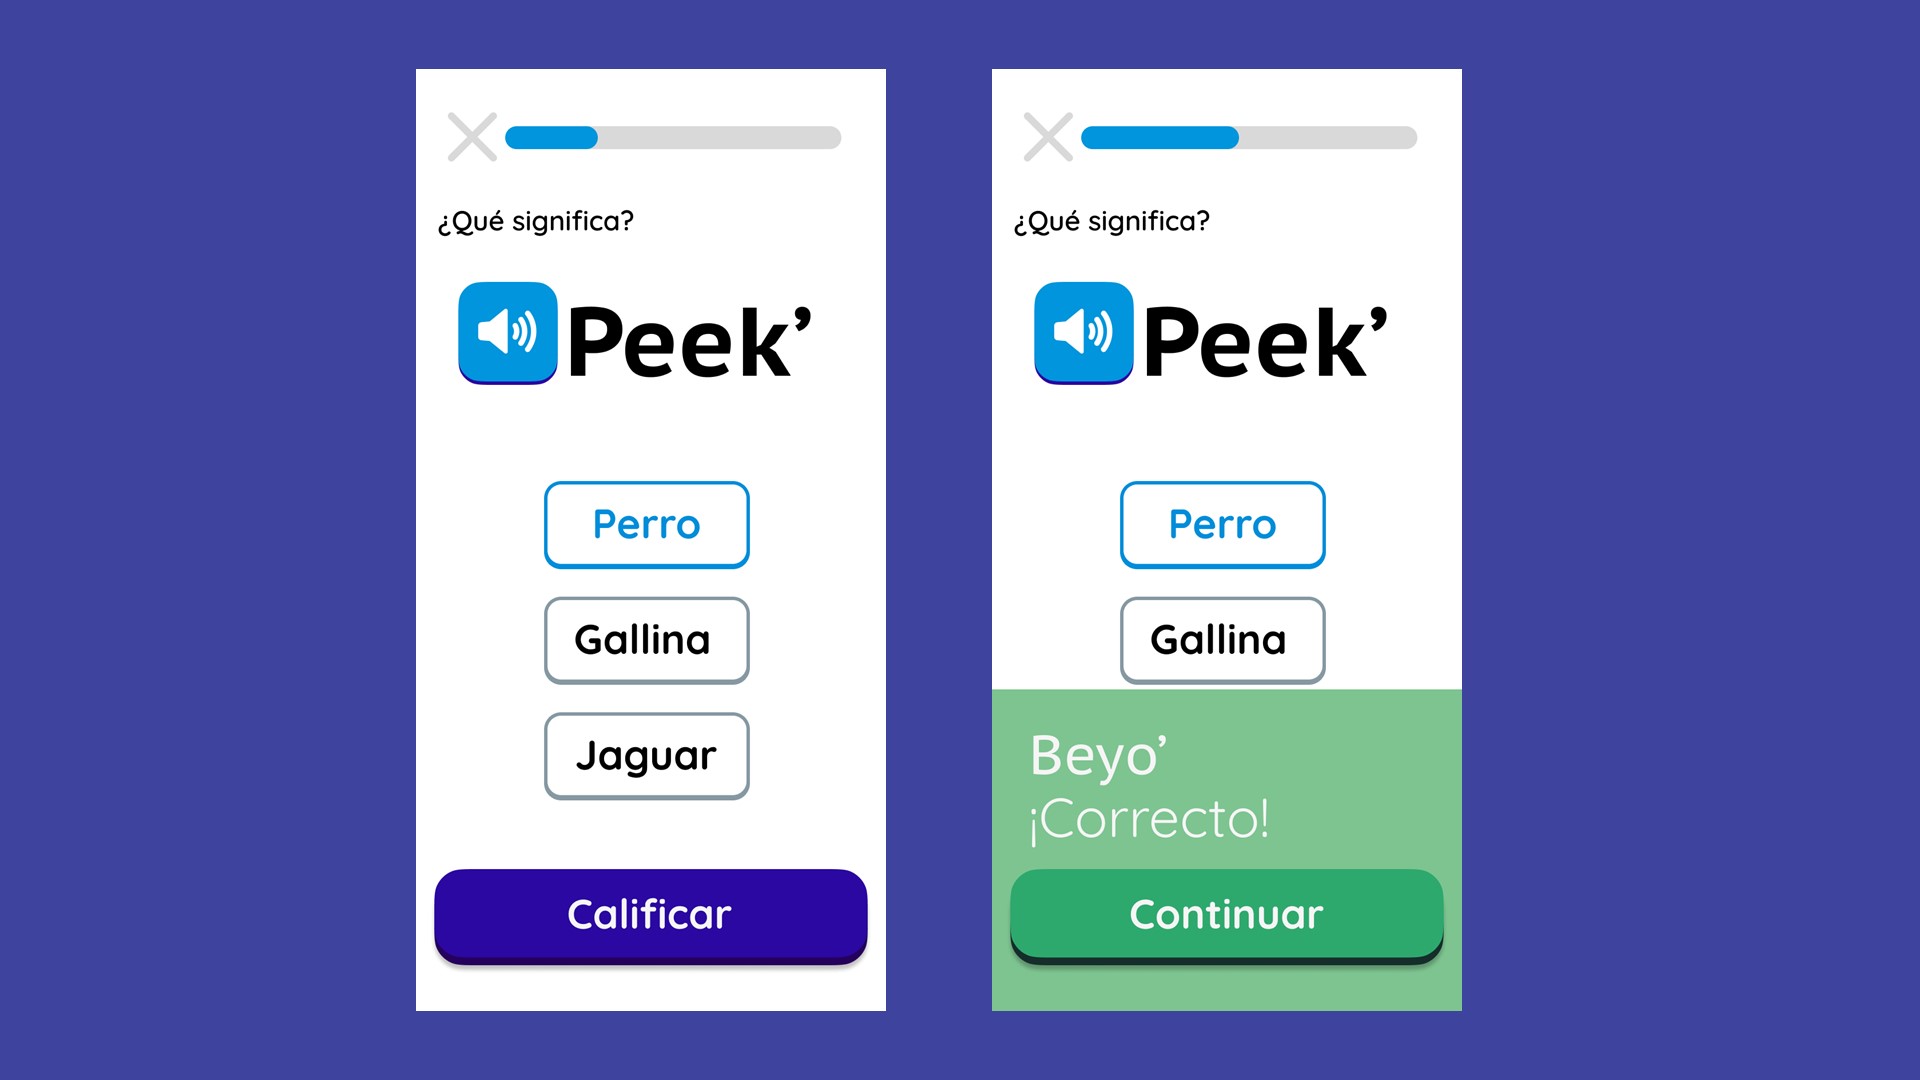 ¿Qué significa?
Peek’
Perro
Gallina
Jaguar
Calificar
¿Qué significa?
Peek’
Perro
Gallina
Beyo’
¡Correcto!
Continuar